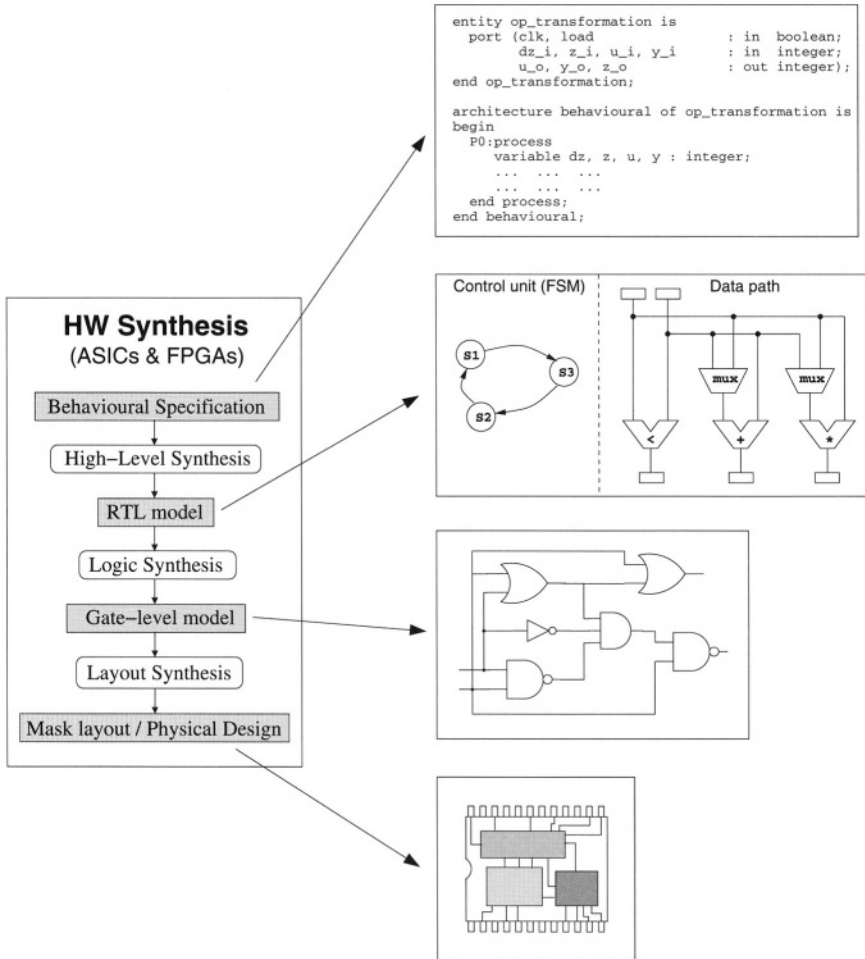 entity op_transformation is
port (clk, load : in boolean;
dz_i, z_i, u_i, y_i : in integer;
u_o, y_o, z_o : out integer);
end op_transformation;
architecture behavioural of op_transformation is
begin
P0:process
variable dz, z, u, y : integer;
... ... ...
... ... ...
end process;
end behavioural;
HW Synthesis
(ASICs & FPGAs)
Behavioural Specification
High-Level Synthesis
RTL model
Logic Synthesis
Gate-level model
Layout Synthesis
Mask layout / Physical Design
Control unit (FSM)
S1
S3
S2
Data path
mux
mux
<
+
*